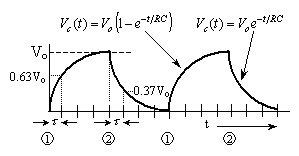 V_c(t) = V_o(1-e^{-t/RC})
V_c(t) = V_o e^{-t/RC}
V_o
0.63V_o
0.37V_o
τ
τ
t
① ② ① ②